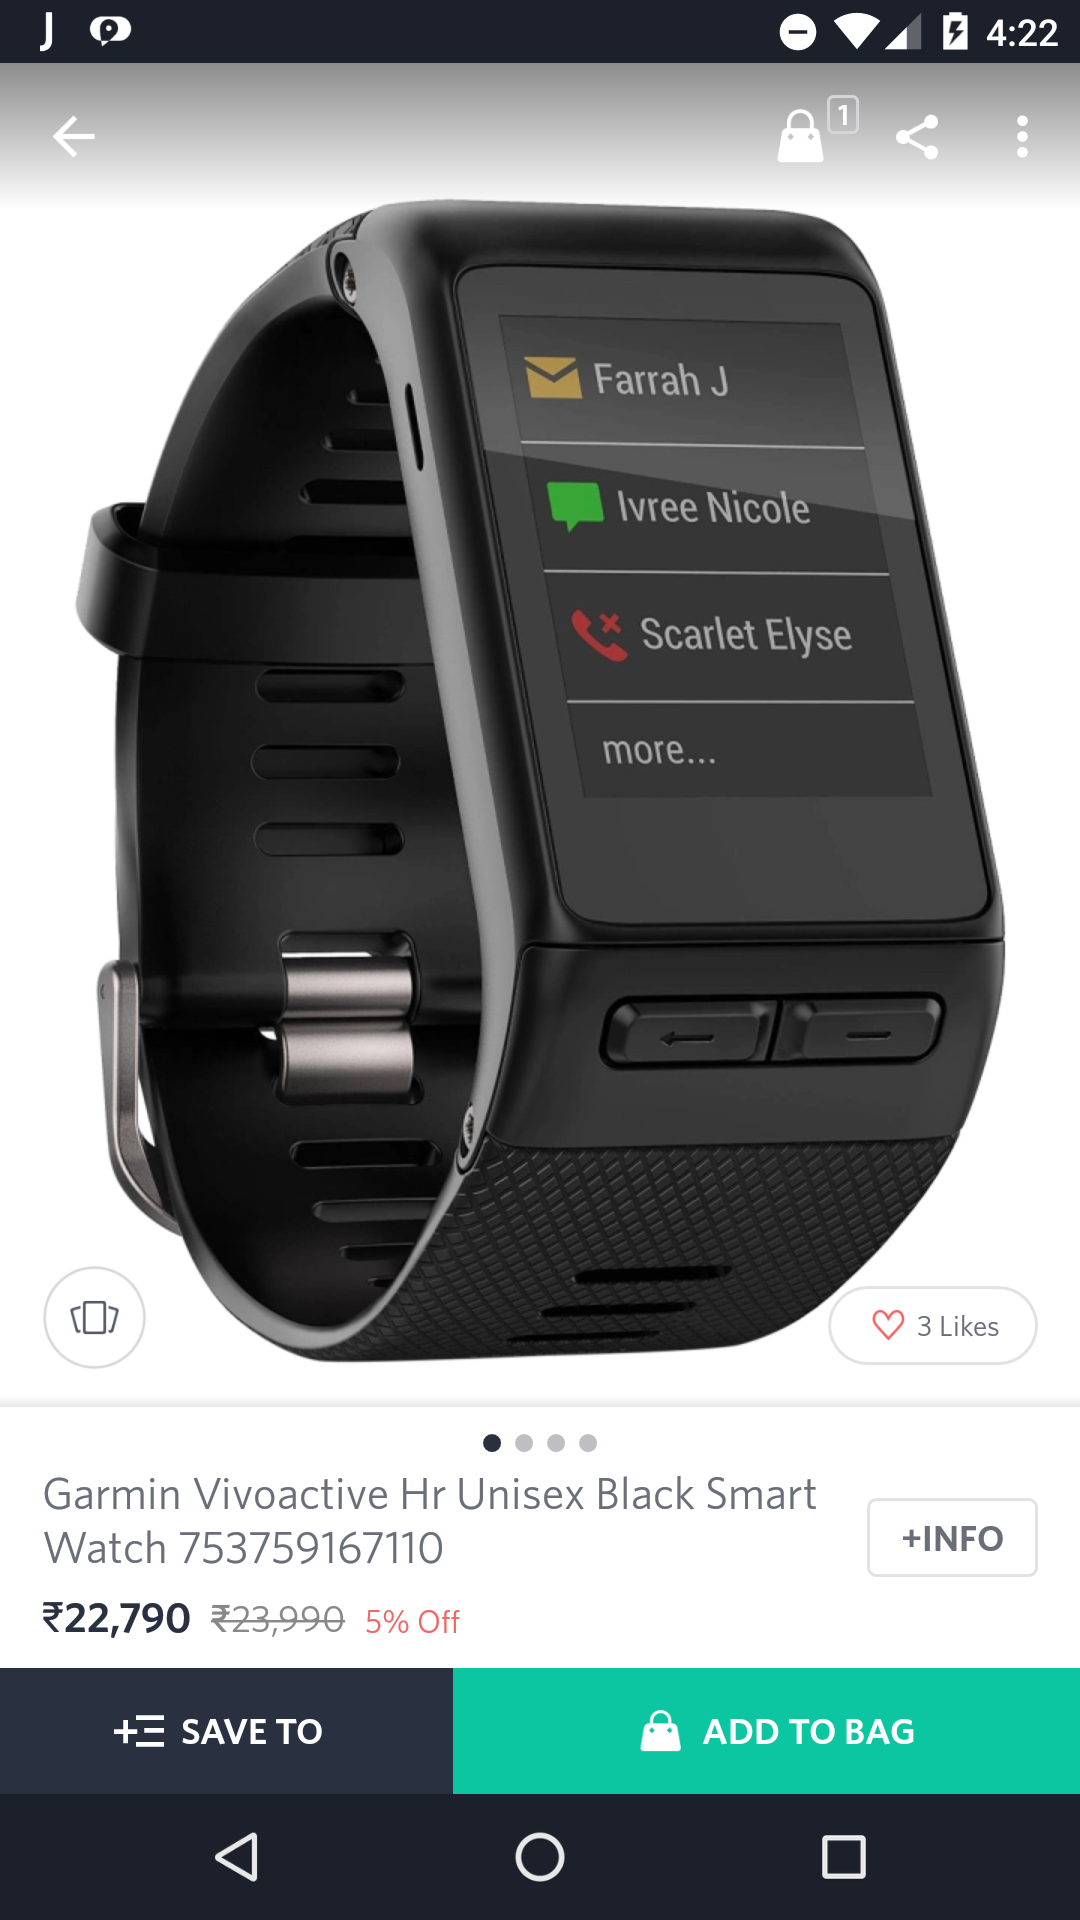 J
4:22
1
Farrah J
Ivree Nicole
Scarlet Elyse
more...
3 Likes
Garmin Vivoactive Hr Unisex Black Smart
Watch 753759167110
+INFO
₹22,790 ₹23,990 5% Off
SAVE TO
ADD TO BAG